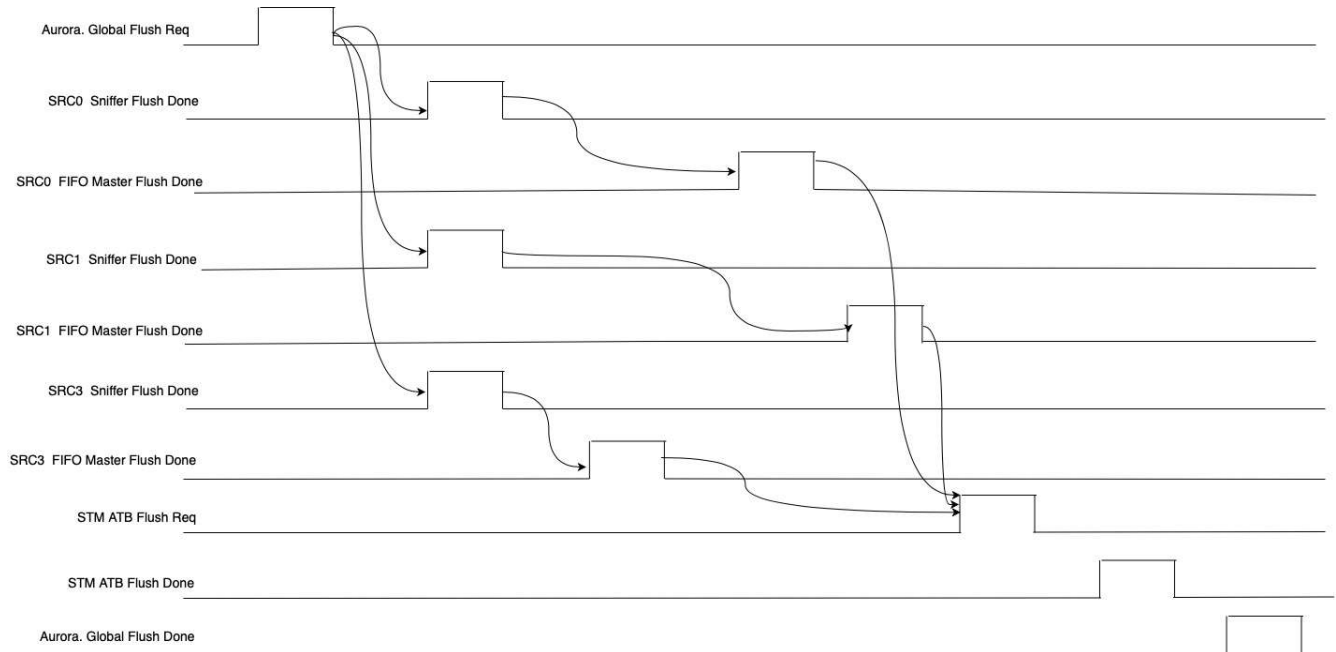 Aurora. Global Flush Req
SRC0 Sniffer Flush Done
SRC0 FIFO Master Flush Done
SRC1 Sniffer Flush Done
SRC1 FIFO Master Flush Done
SRC3 Sniffer Flush Done
SRC3 FIFO Master Flush Done
STM ATB Flush Req
STM ATB Flush Done
Aurora. Global Flush Done